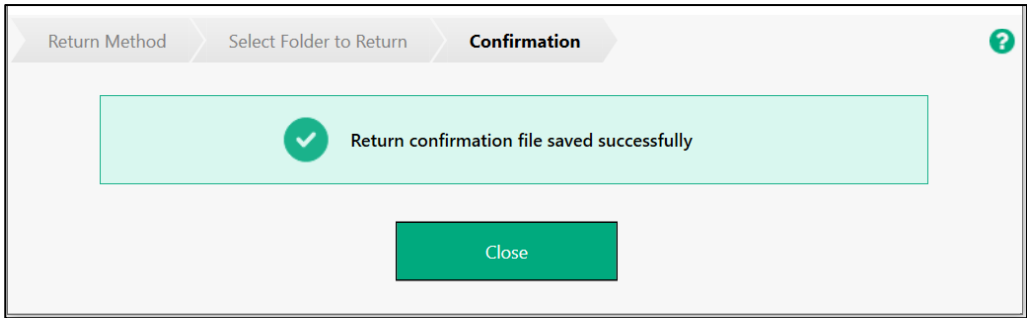 Return Method Select Folder to Return Confirmation ?
Return confirmation file saved successfully
Close